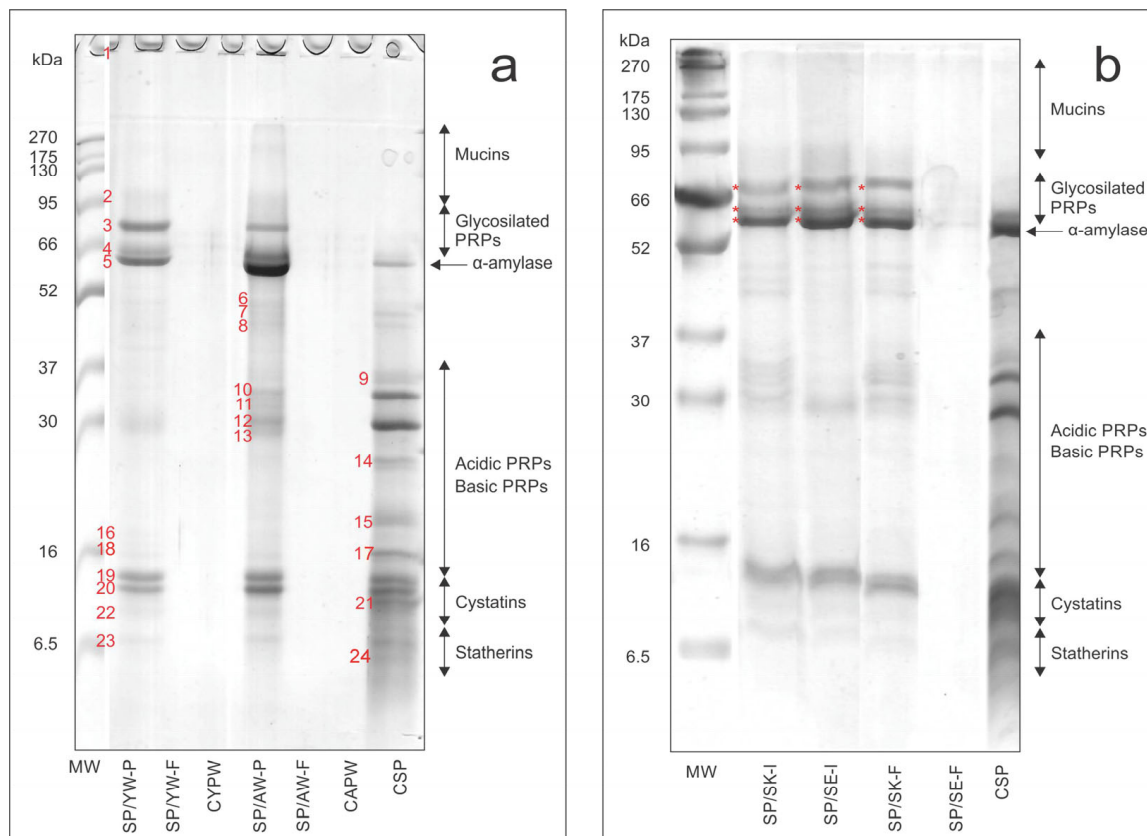 a
kDa
270
175
130
95
66
52
37
30
16
6.5
1
2
3
4
5
6
7
8
9
10
11
12
13
14
15
16
17
18
19
20
21
22
23
24
Mucins
Glycosilated
PRPs
α-amylase
Acidic PRPs
Basic PRPs
Cystatins
Statherins
MW
SP/YW-P
SP/YW-F
CYPW
SP/AW-P
SP/AW-F
CAPW
CSP
b
kDa
270
175
130
95
66
52
37
30
16
6.5
*
*
*
*
*
*
*
*
*
Mucins
Glycosilated
PRPs
α-amylase
Acidic PRPs
Basic PRPs
Cystatins
Statherins
MW
SP/SK-I
SP/SE-I
SP/SK-F
SP/SE-F
CSP